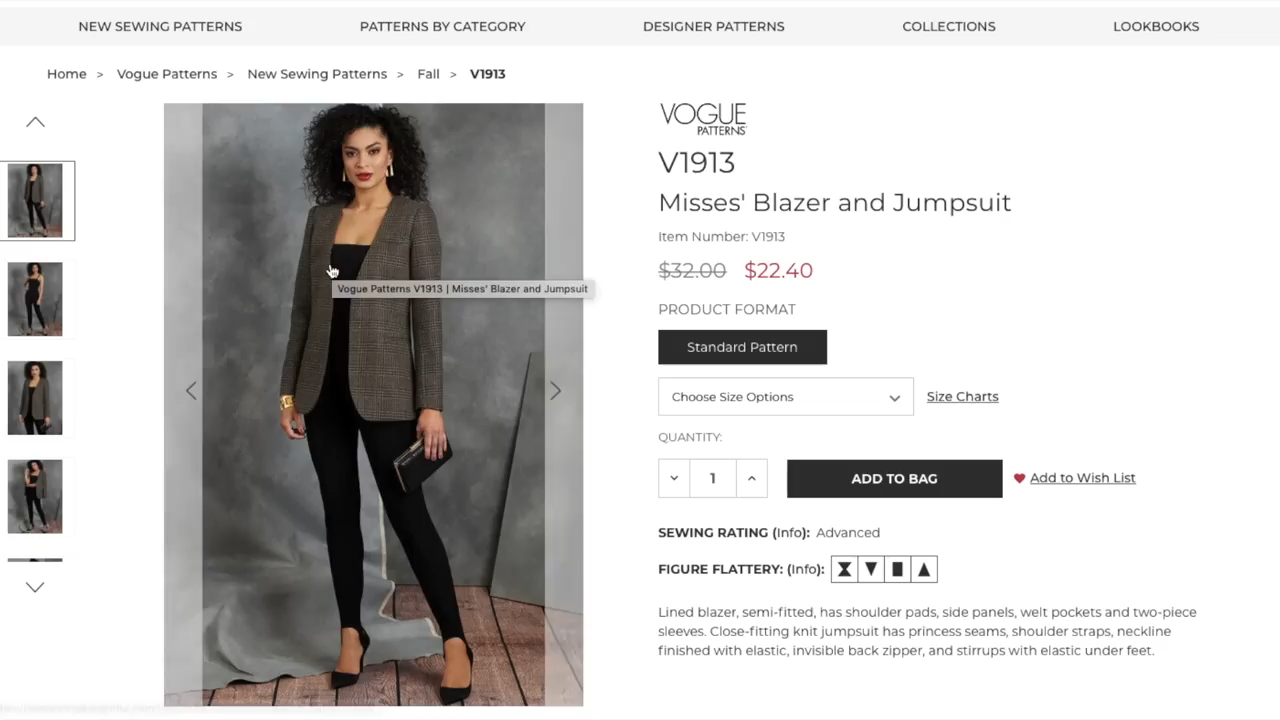 NEW SEWING PATTERNS PATTERNS BY CATEGORY DESIGNER PATTERNS COLLECTIONS LOOKBOOKS
Home > Vogue Patterns > New Sewing Patterns > Fall > V1913
VOGUE
PATTERNS
V1913
Misses' Blazer and Jumpsuit
Item Number: V1913
$32.00 $22.40
Vogue Patterns V1913 | Misses' Blazer and Jumpsuit
PRODUCT FORMAT
Standard Pattern
Choose Size Options Size Charts
QUANTITY:
1 ADD TO BAG Add to Wish List
SEWING RATING (Info): Advanced
FIGURE FLATTERY: (Info):
Lined blazer, semi-fitted, has shoulder pads, side panels, welt pockets and two-piece
sleeves. Close-fitting knit jumpsuit has princess seams, shoulder straps, neckline
finished with elastic, invisible back zipper, and stirrups with elastic under feet.